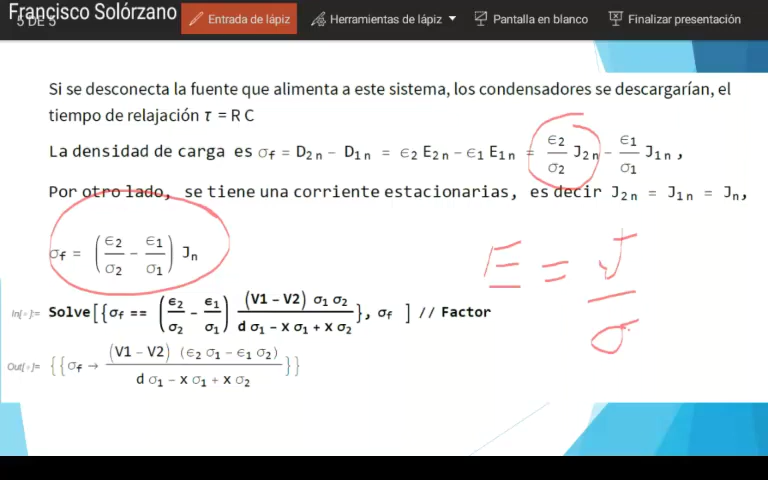 Francisco Solórzano
5 DE 5
Entrada de lápiz
Herramientas de lápiz
Pantalla en blanco
Finalizar presentación
Si se desconecta la fuente que alimenta a este sistema, los condensadores se descargarían, el
tiempo de relajación τ = R C
La densidad de carga es σf = D2n − D1n = ϵ2 E2n − ϵ1 E1n = ϵ2/σ2 J2n − ϵ1/σ1 J1n ,
Por otro lado, se tiene una corriente estacionarias, es decir J2n = J1n = Jn,
σf = (ϵ2/σ2 − ϵ1/σ1) Jn
E = J/σ
In[◦]:= Solve[{σf == (ϵ2/σ2 − ϵ1/σ1) (V1 − V2) σ1 σ2/(d σ1 − x σ1 + x σ2)}, σf ] // Factor
Out[◦]= {{σf → (V1 − V2) (ϵ2 σ1 − ϵ1 σ2)/(d σ1 − x σ1 + x σ2)}}